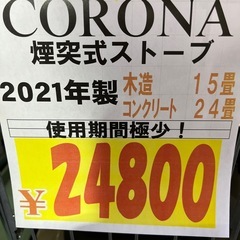 CORONA
煙突式ストーブ
2021年製 木造 15畳
コンクリート 24畳
使用期間極少！
¥24800